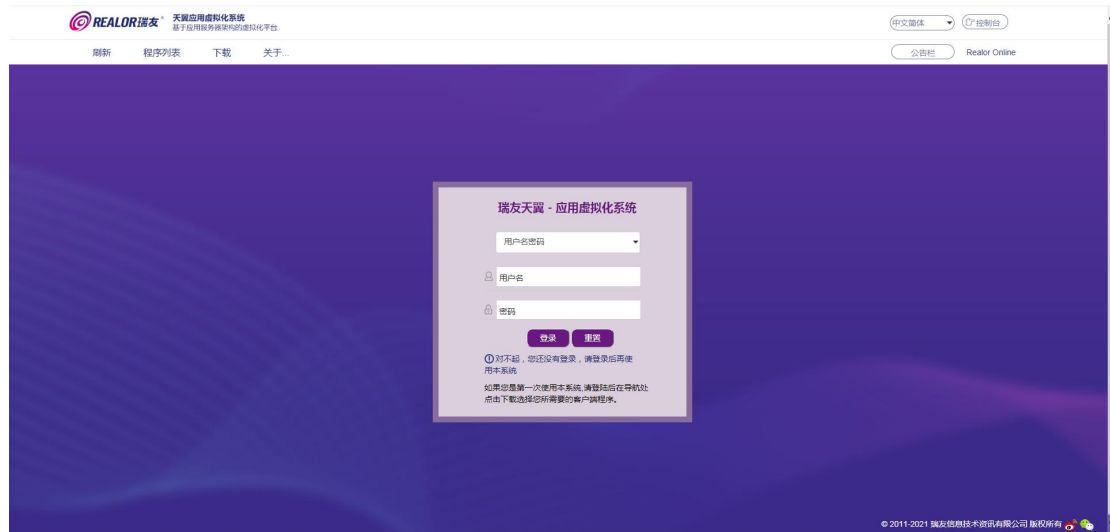 REALOR瑞友® 天翼应用虚拟化系统
基于应用服务器架构的虚拟化平台
中文简体 控制台
刷新 程序列表 下载 关于...
公告栏 Realor Online
瑞友天翼 - 应用虚拟化系统
用户名密码
用户名
密码
登录 重置
对不起，您还没有登录，请登录后再使
用本系统
如果您是第一次使用本系统,请登陆后在导航处
点击下载选择您所需要的客户端程序。
© 2011-2021 瑞友信息技术资讯有限公司 版权所有